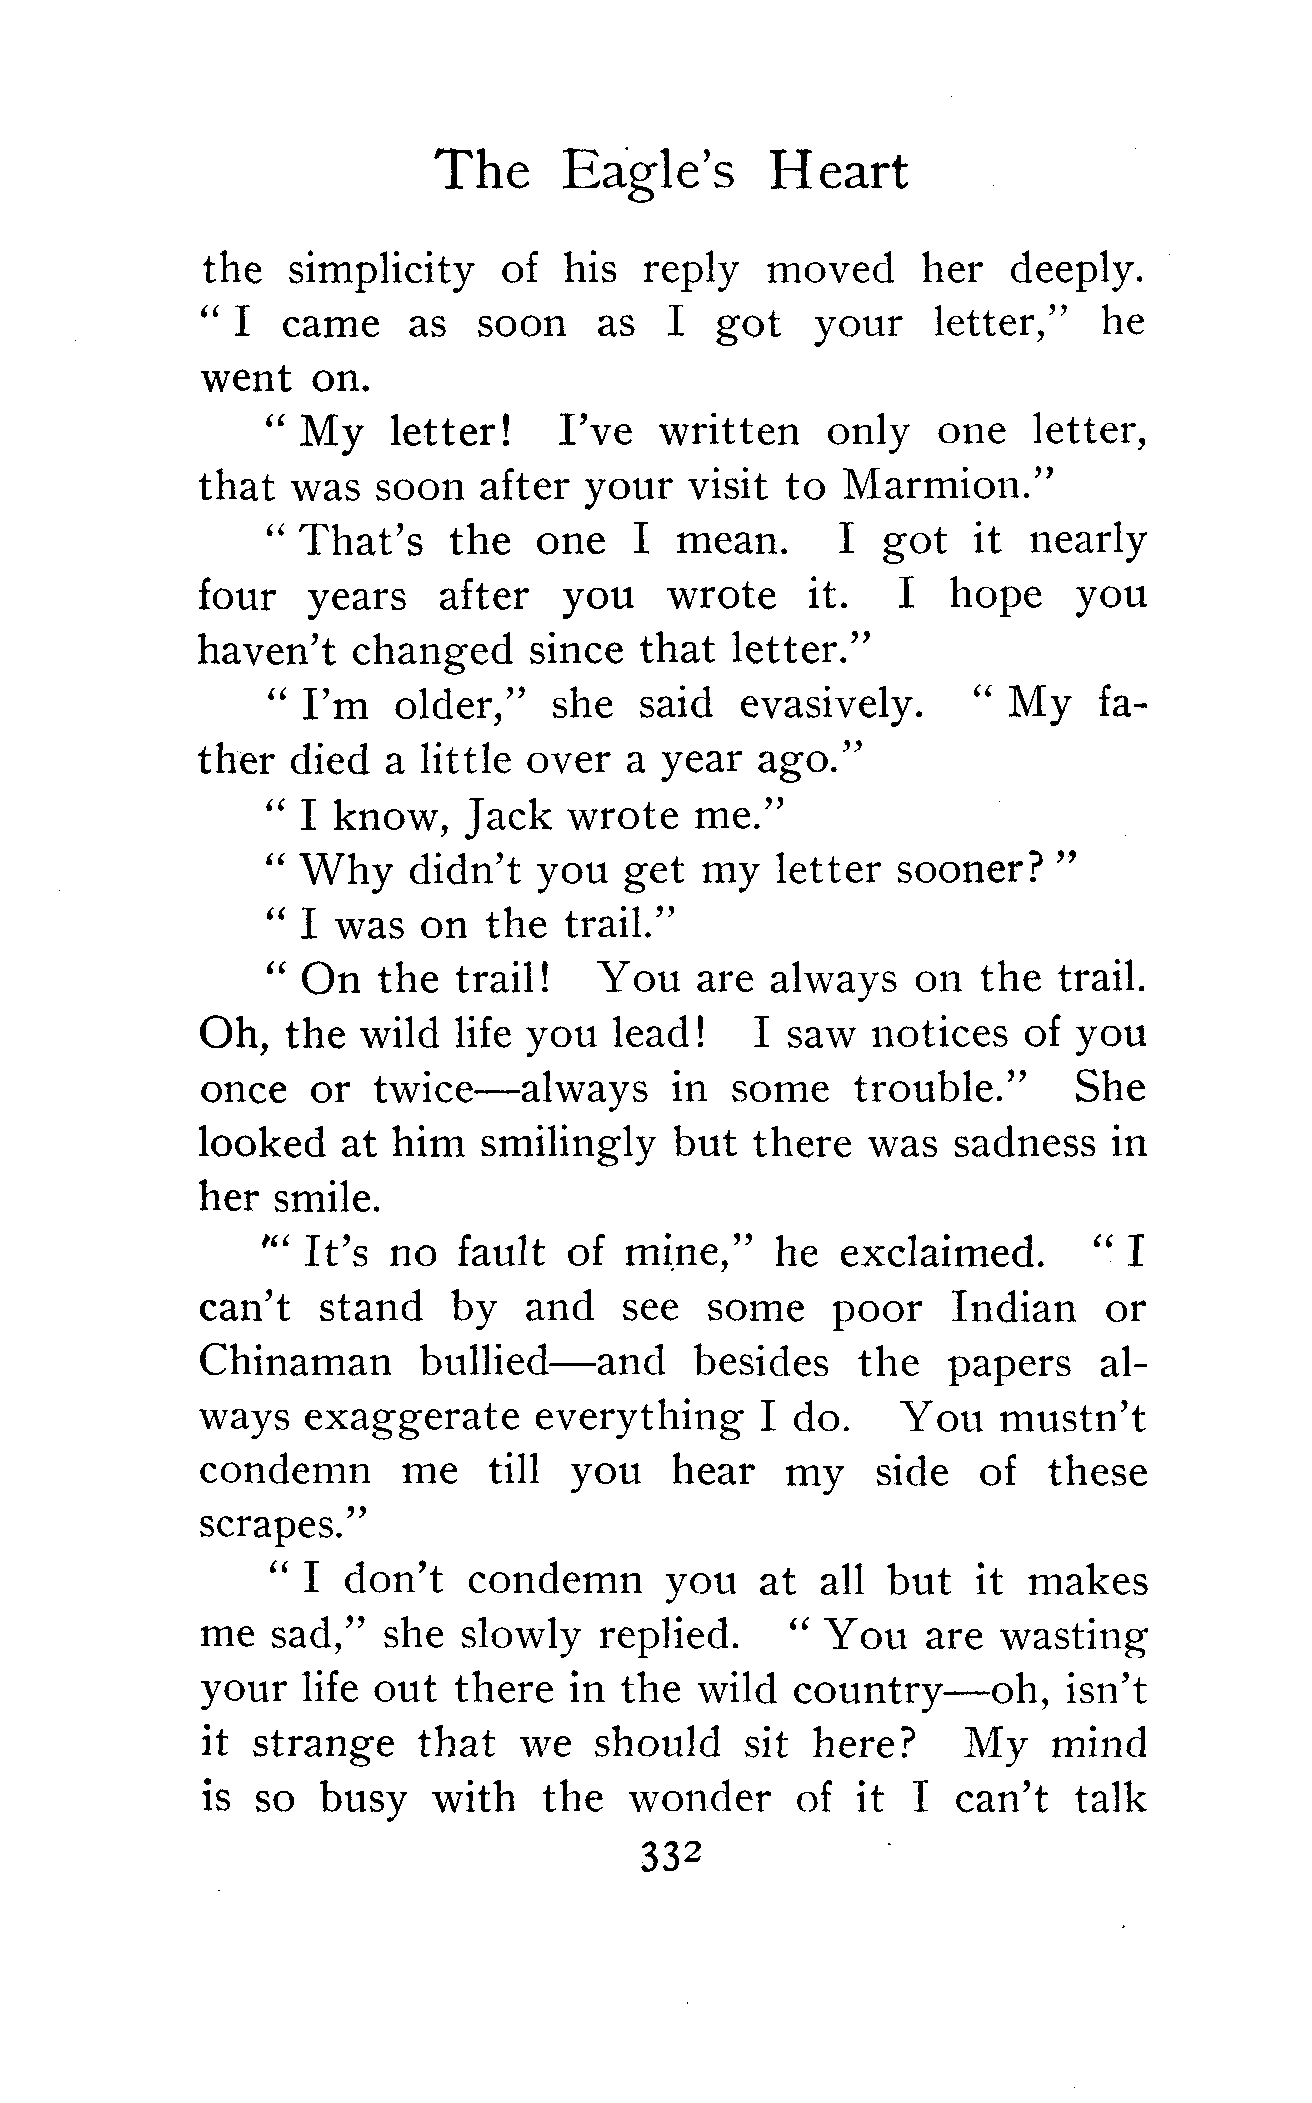 The Eagle's Heart
the simplicity of his reply moved her deeply.
" I came as soon as I got your letter," he
went on.
" My letter! I've written only one letter,
that was soon after your visit to Marmion."
" That's the one I mean. I got it nearly
four years after you wrote it. I hope you
haven't changed since that letter."
" I'm older," she said evasively. " My fa-
ther died a little over a year ago."
" I know, Jack wrote me."
" Why didn't you get my letter sooner? "
" I was on the trail."
" On the trail! You are always on the trail.
Oh, the wild life you lead! I saw notices of you
once or twice—always in some trouble." She
looked at him smilingly but there was sadness in
her smile.
" It's no fault of mine," he exclaimed. " I
can't stand by and see some poor Indian or
Chinaman bullied—and besides the papers al-
ways exaggerate everything I do. You mustn't
condemn me till you hear my side of these
scrapes."
" I don't condemn you at all but it makes
me sad," she slowly replied. " You are wasting
your life out there in the wild country—oh, isn't
it strange that we should sit here? My mind
is so busy with the wonder of it I can't talk
332